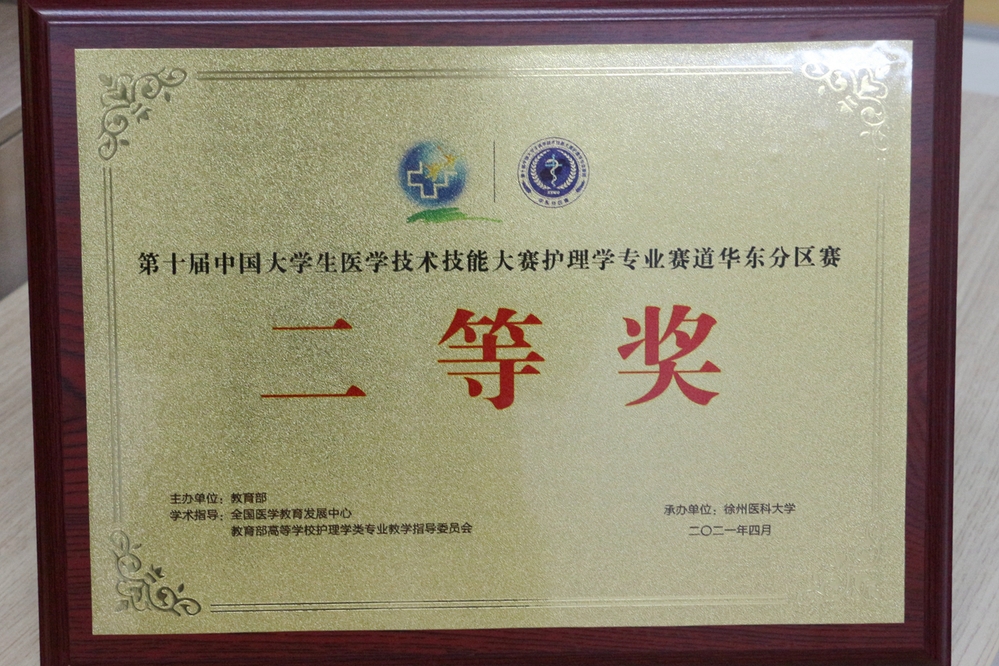 第十届中国大学生医学技术技能大赛护理学专业赛道华东分区赛
二等奖
主办单位：教育部
学术指导：全国医学教育发展中心
教育部高等学校护理学类专业教学指导委员会
承办单位：徐州医科大学
二〇二一年四月